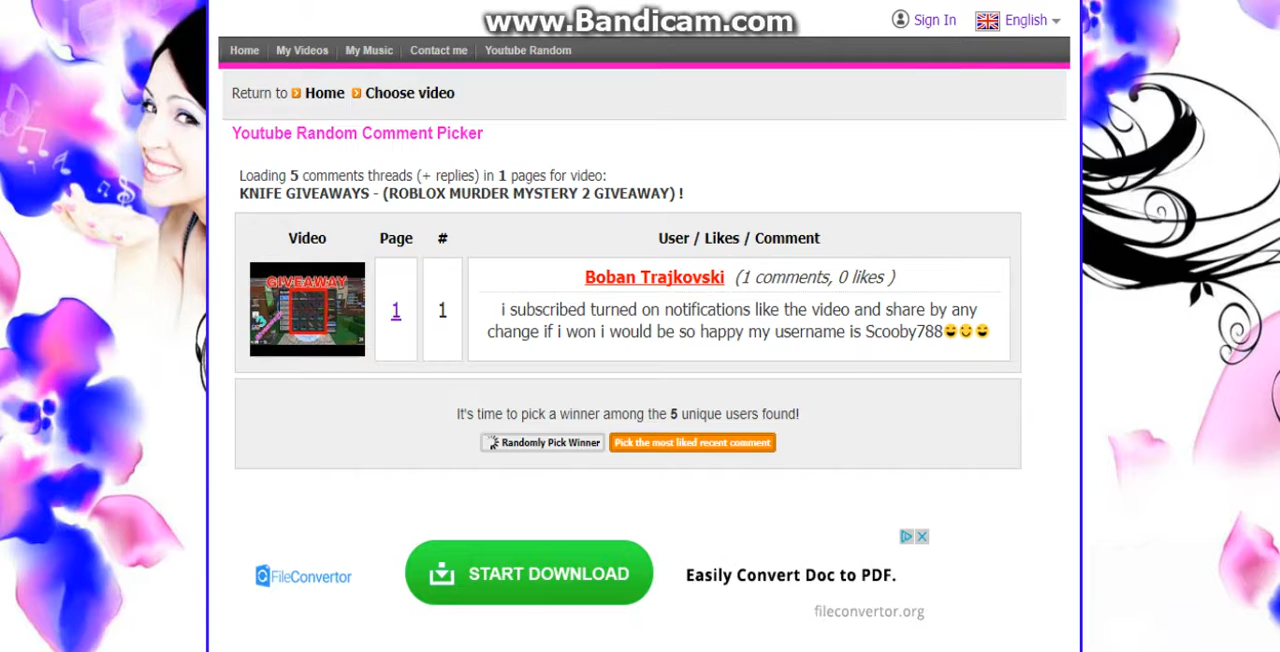 www.Bandicam.com
Sign In English
Home My Videos My Music Contact me Youtube Random
Return to Home Choose video
Youtube Random Comment Picker
Loading 5 comments threads (+ replies) in 1 pages for video:
KNIFE GIVEAWAYS - (ROBLOX MURDER MYSTERY 2 GIVEAWAY) !
Video Page # User / Likes / Comment
GIVEAWAY
Boban Trajkovski (1 comments, 0 likes )
1 1
i subscribed turned on notifications like the video and share by any
change if i won i would be so happy my username is Scooby788😄😊😄
It's time to pick a winner among the 5 unique users found!
Randomly Pick Winner Pick the most liked recent comment
FileConvertor START DOWNLOAD Easily Convert Doc to PDF.
fileconvertor.org